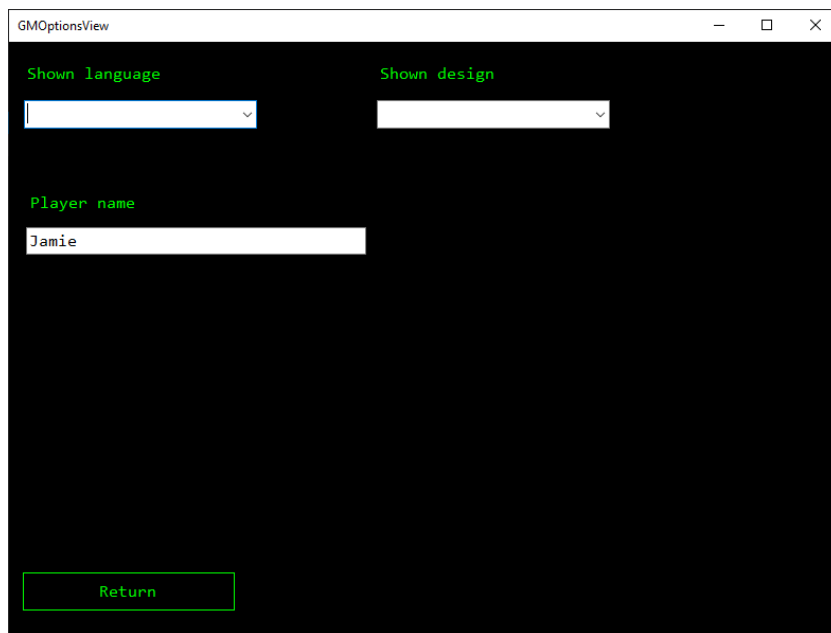 GMOptionsView
Shown language
Shown design
Player name
Jamie
Return